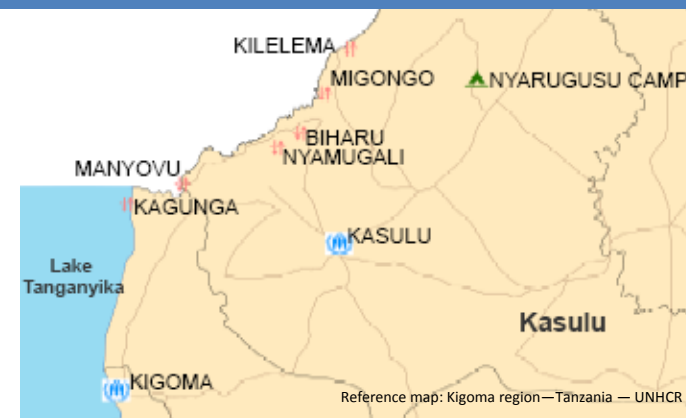 KILELEMA
MIGONGO
NYARUGUSU CAMP
BIHARU
NYAMUGALI
MANYOVU
KAGUNGA
KASULU
Lake
Tanganyika
Kasulu
KIGOMA
Reference map: Kigoma region—Tanzania — UNHCR